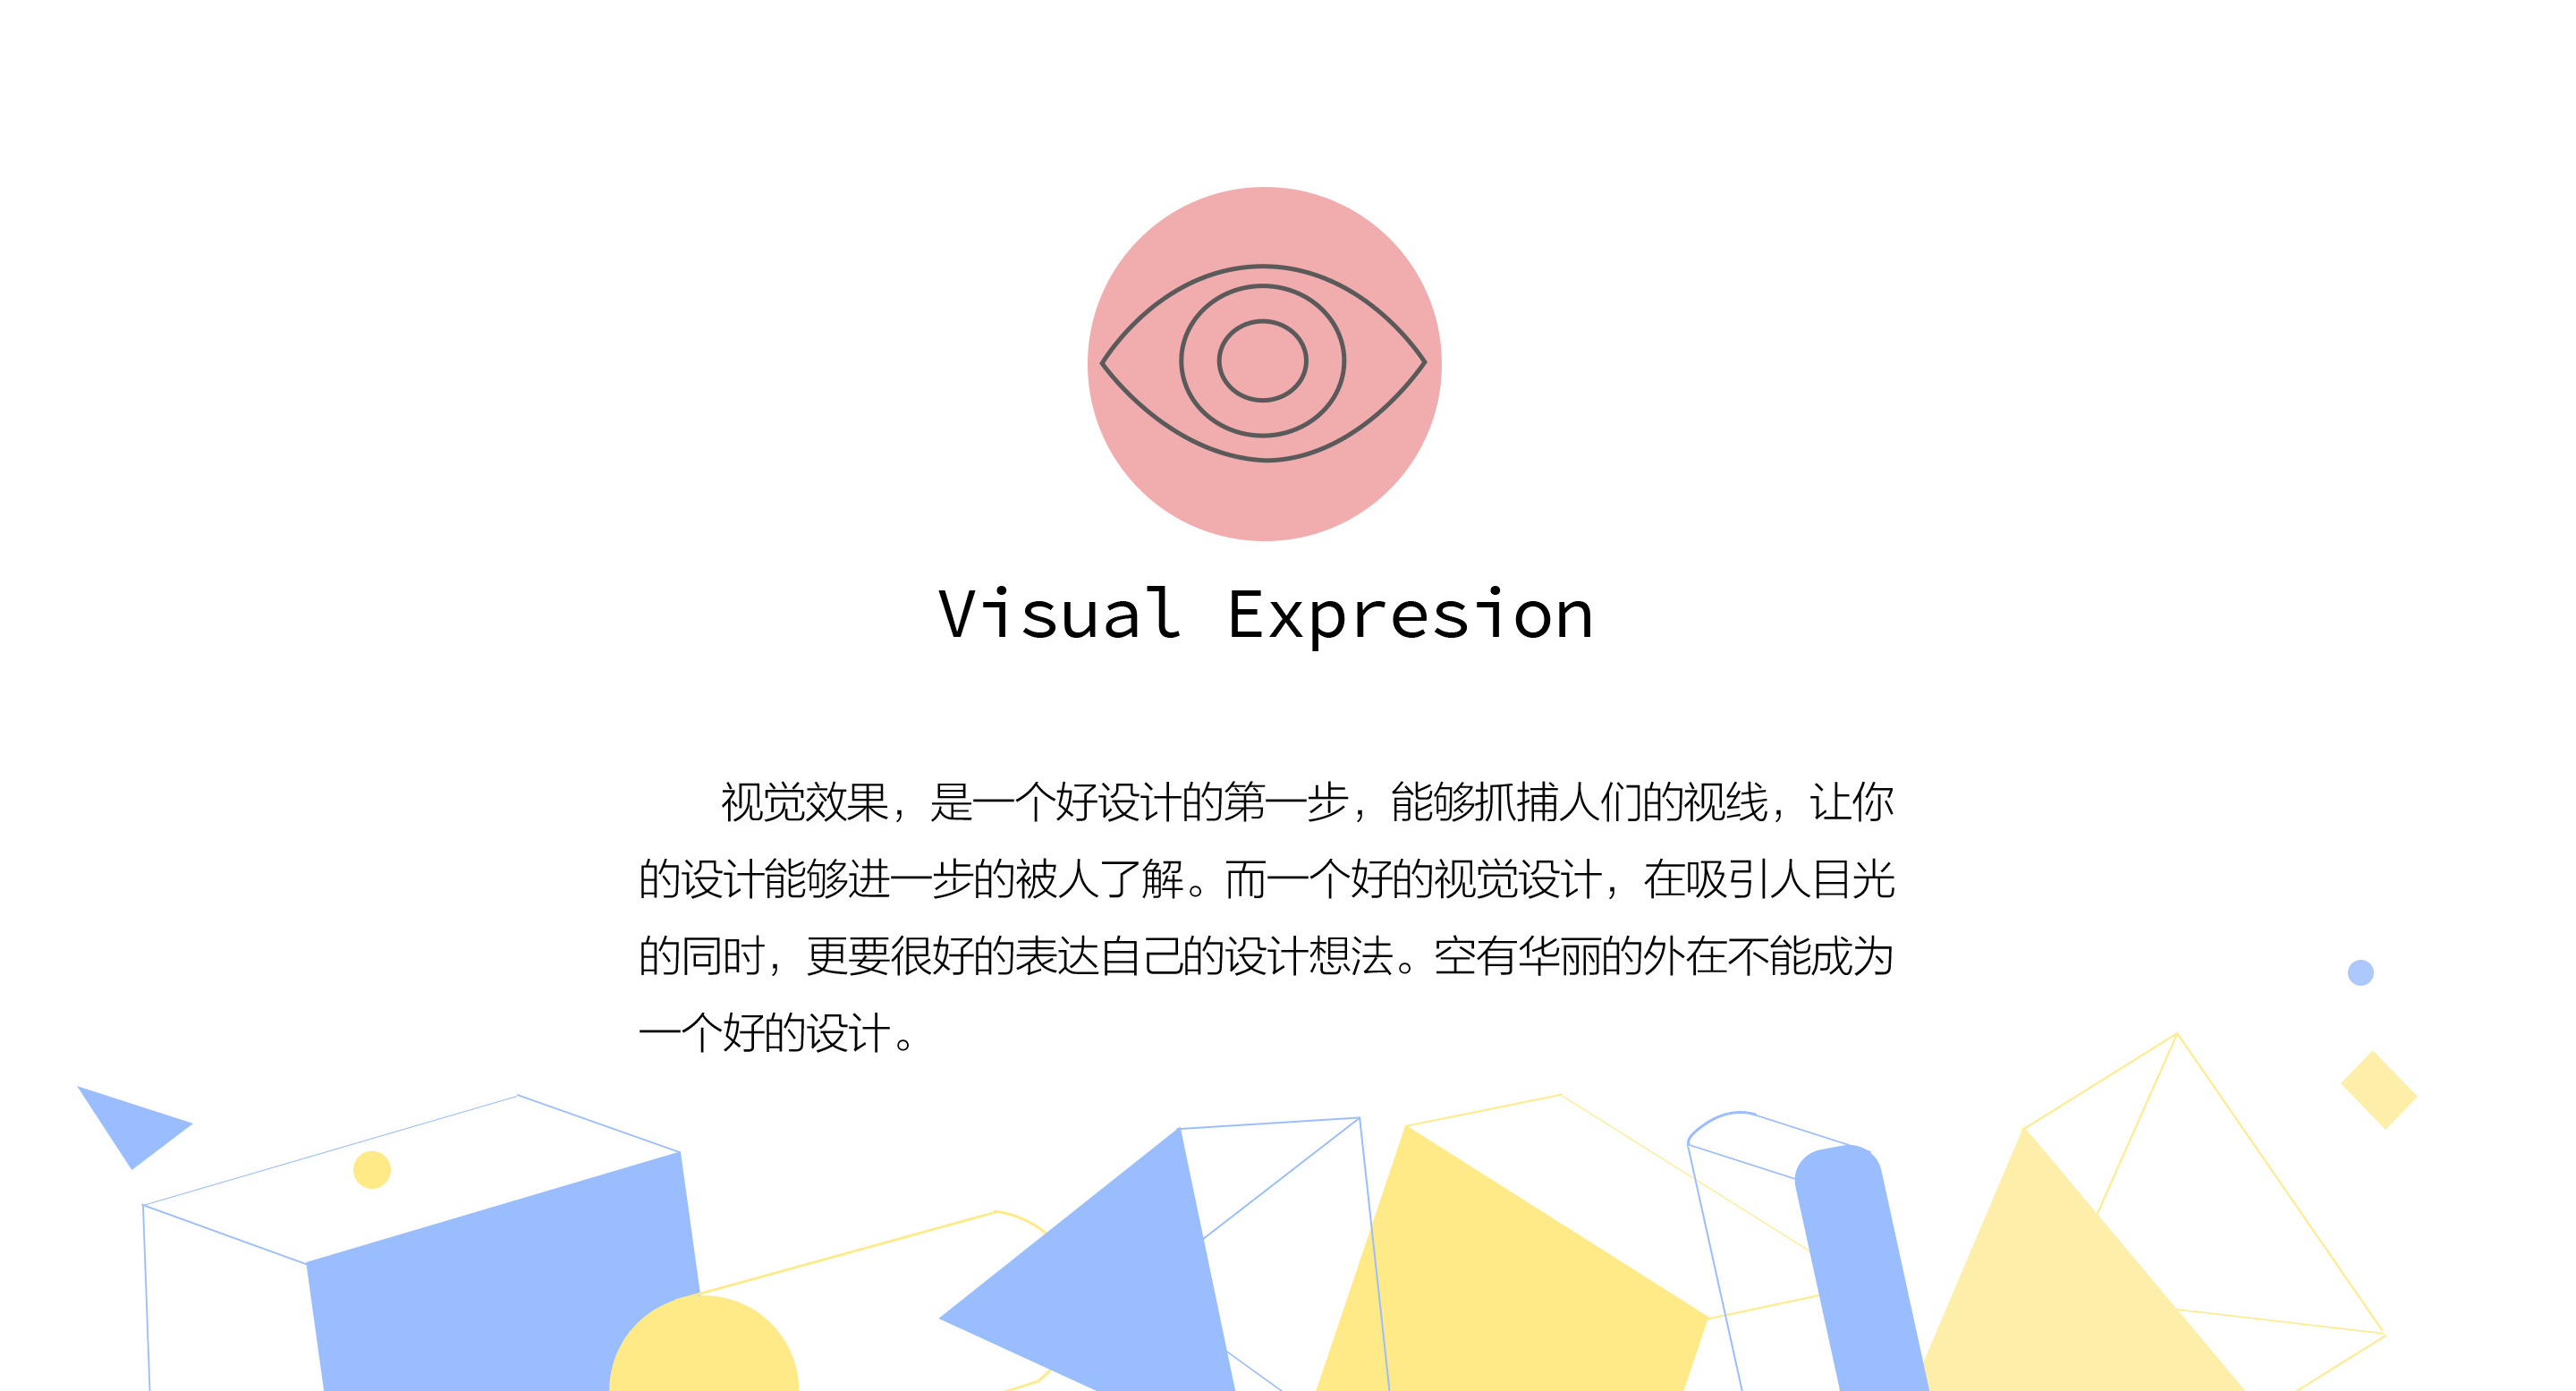 Visual Expresion
视觉效果，是一个好设计的第一步，能够抓捕人们的视线，让你
的设计能够进一步的被人了解。而一个好的视觉设计，在吸引人目光
的同时，更要很好的表达自己的设计想法。空有华丽的外在不能成为
一个好的设计。